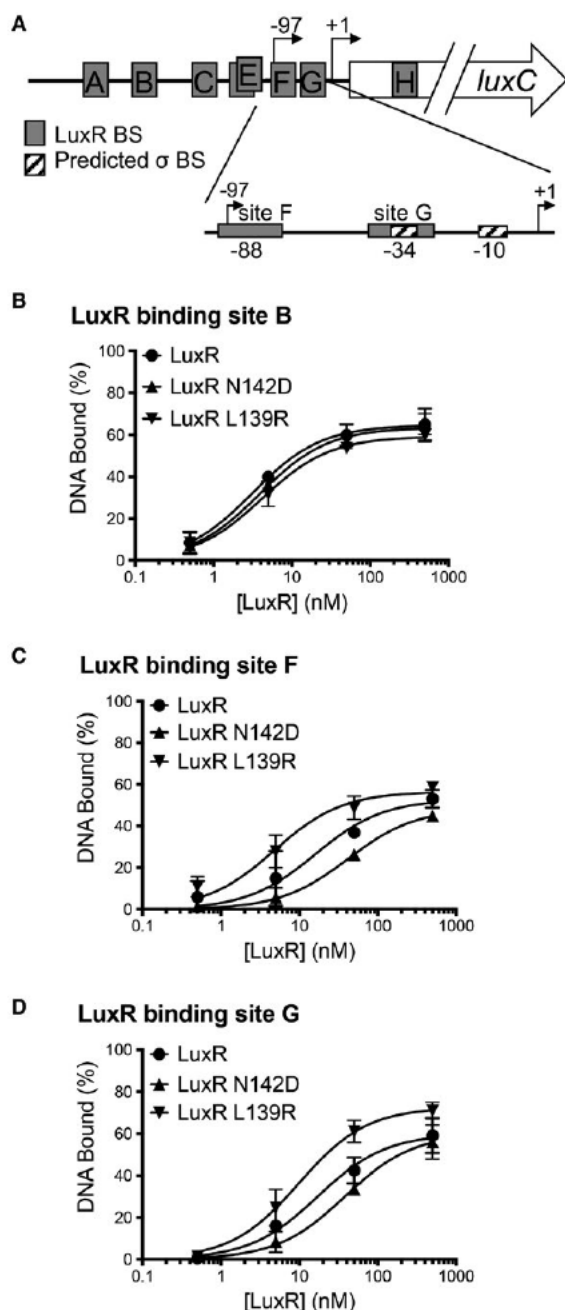 A
-97
+1
A B C E F G H luxC
LuxR BS
Predicted σ BS
-97
+1
site F site G
-88 -34 -10
B
LuxR binding site B
LuxR
LuxR N142D
LuxR L139R
DNA Bound (%)
100
80
60
40
20
0
0.1 1 10 100 1000
[LuxR] (nM)
C
LuxR binding site F
LuxR
LuxR N142D
LuxR L139R
DNA Bound (%)
100
80
60
40
20
0
0.1 1 10 100 1000
[LuxR] (nM)
D
LuxR binding site G
LuxR
LuxR N142D
LuxR L139R
DNA Bound (%)
100
80
60
40
20
0
0.1 1 10 100 1000
[LuxR] (nM)